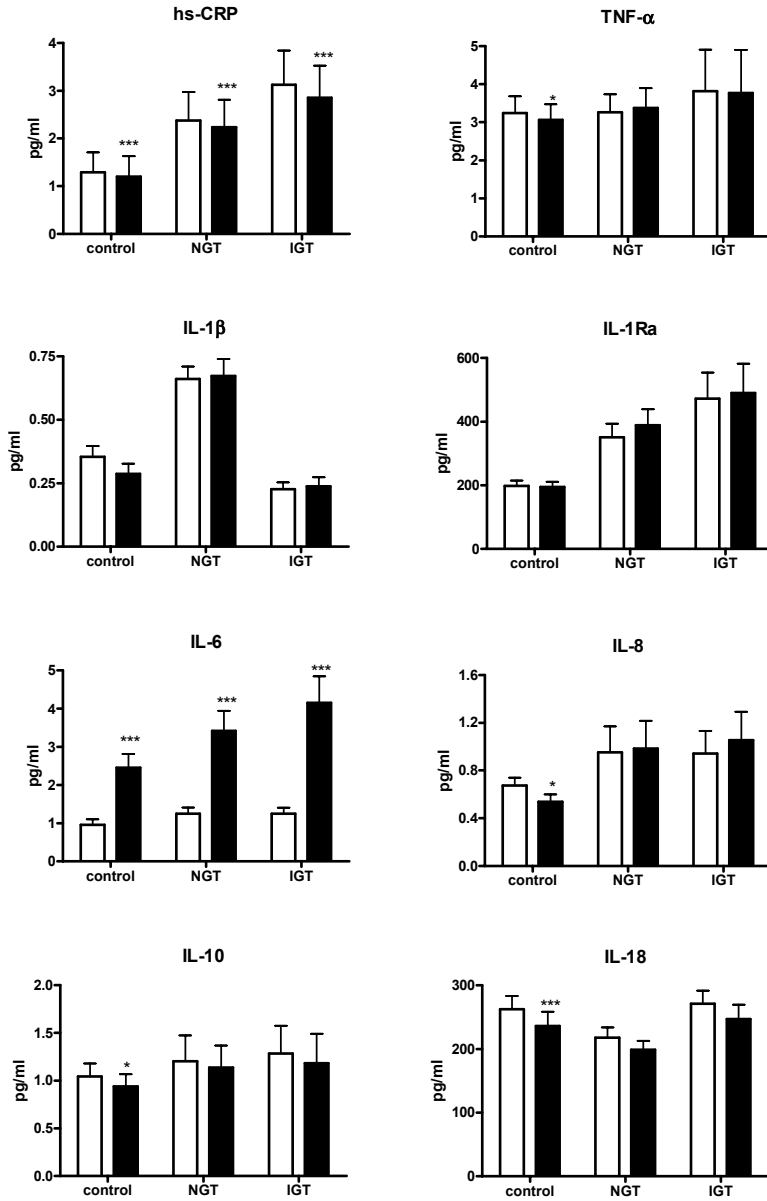 hs-CRP
4
3
2
1
0
pg/ml
***
***
***
control NGT IGT
TNF-α
5
4
3
2
1
0
pg/ml
*
control NGT IGT
IL-1β
0.75
0.50
0.25
0.00
pg/ml
control NGT IGT
IL-1Ra
600
400
200
0
pg/ml
control NGT IGT
IL-6
5
4
3
2
1
0
pg/ml
***
***
***
control NGT IGT
IL-8
1.6
1.2
0.8
0.4
0.0
pg/ml
*
control NGT IGT
IL-10
2.0
1.5
1.0
0.5
0.0
pg/ml
*
control NGT IGT
IL-18
300
200
100
0
pg/ml
***
control NGT IGT